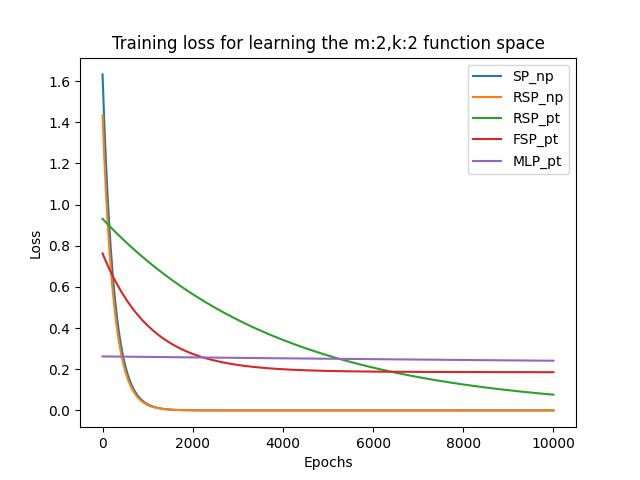 Training loss for learning the m:2,k:2 function space
SP_np
RSP_np
RSP_pt
FSP_pt
MLP_pt
Loss
1.6
1.4
1.2
1.0
0.8
0.6
0.4
0.2
0.0
0 2000 4000 6000 8000 10000
Epochs